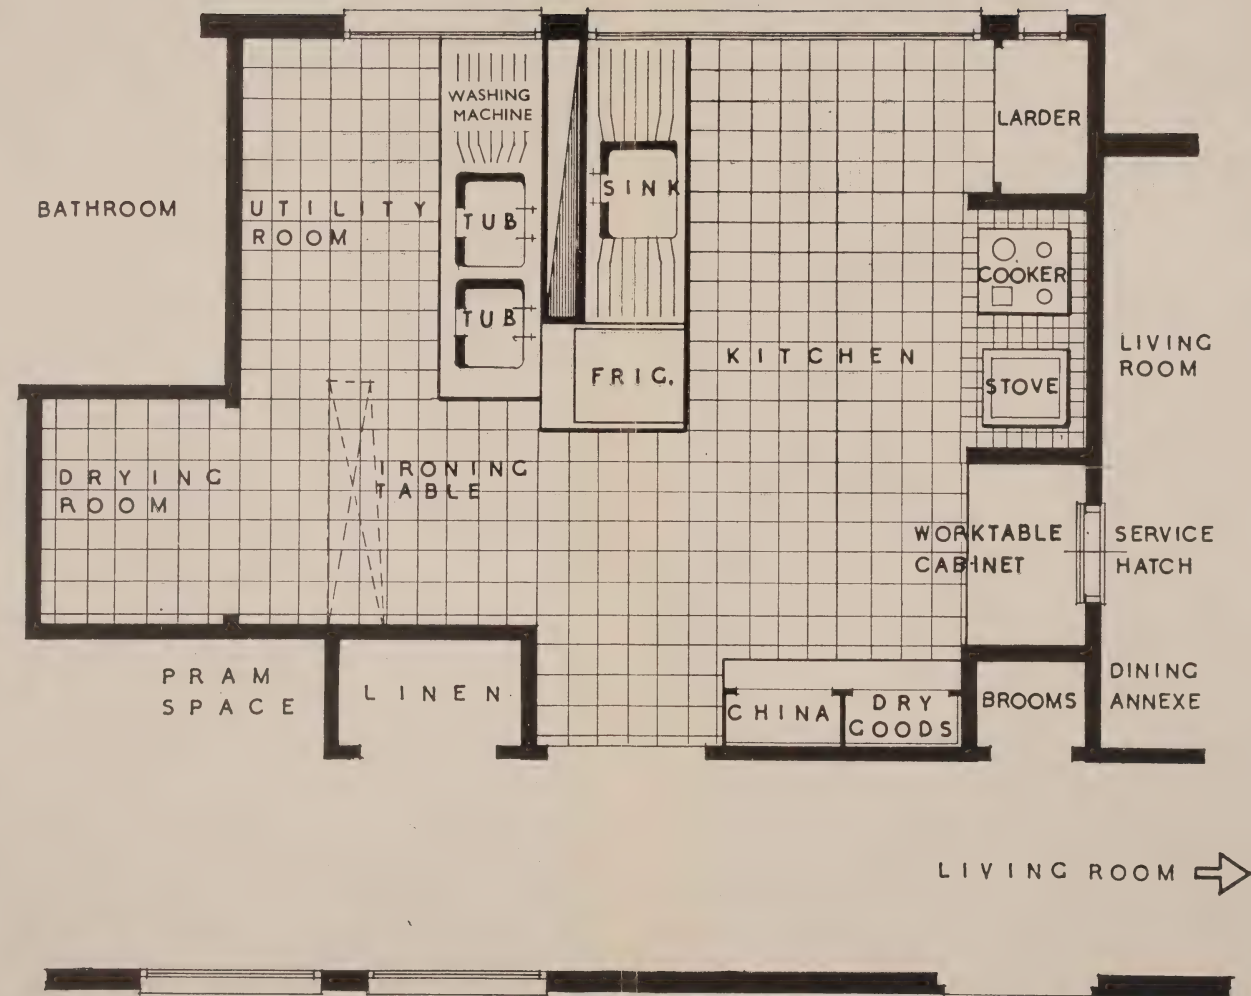 WASHING
MACHINE
LARDER
BATHROOM
UTILITY
ROOM
TUB
SINK
TUB
COOKER
KITCHEN
LIVING
ROOM
FRIG.
STOVE
DRYING
ROOM
IRONING
TABLE
WORKTABLE
CABINET
SERVICE
HATCH
PRAM
SPACE
LINEN
CHINA
DRY
GOODS
BROOMS
DINING
ANNEXE
LIVING ROOM